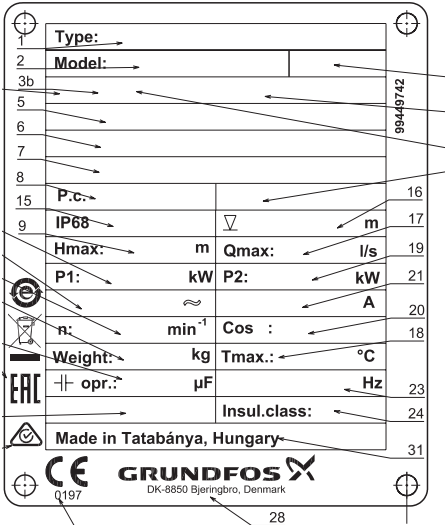 1 Type:
2 Model:
3b
5
6
7
8 P.c.
15 IP68 m 16
9 Hmax: m Qmax: l/s 17
P1: kW P2: kW 19
A 21
n: min-1 Cos : 20
Weight: kg Tmax.: °C 18
opr.: µF Hz 23
Insul.class: 24
Made in Tatabánya, Hungary 31
99449742
EAC
CE
0197
GRUNDFOS
DK-8850 Bjeringbro, Denmark
28